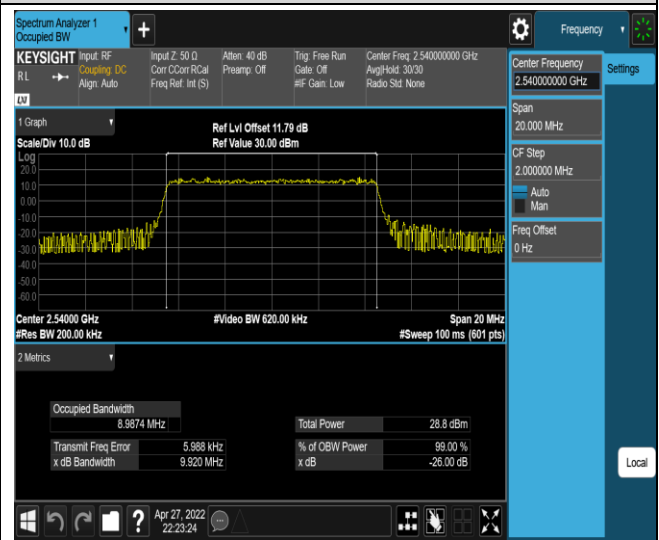 Spectrum Analyzer 1
Occupied BW
+
Frequency
KEYSIGHT
R L
LXI
Input: RF
Coupling: DC
Align: Auto
Input Z: 50 Ω
Corr CCorr RCal
Freq Ref: Int (S)
Atten: 40 dB
Preamp: Off
Trig: Free Run
Gate: Off
#IF Gain: Low
Center Freq: 2.540000000 GHz
Avg|Hold: 30/30
Radio Std: None
Center Frequency
2.540000000 GHz
Settings
Span
20.000 MHz
CF Step
2.000000 MHz
Auto
Man
Freq Offset
0 Hz
1 Graph
Scale/Div 10.0 dB
Ref Lvl Offset 11.79 dB
Ref Value 30.00 dBm
Log
20.0
10.0
0.00
-10.0
-20.0
-30.0
-40.0
-50.0
-60.0
Center 2.54000 GHz
#Video BW 620.00 kHz
Span 20 MHz
#Res BW 200.00 kHz
#Sweep 100 ms (601 pts)
2 Metrics
Occupied Bandwidth
8.9874 MHz
Total Power 28.8 dBm
Transmit Freq Error 5.988 kHz
% of OBW Power 99.00 %
x dB Bandwidth 9.920 MHz
x dB -26.00 dB
Local
?
Apr 27, 2022
22:23:24